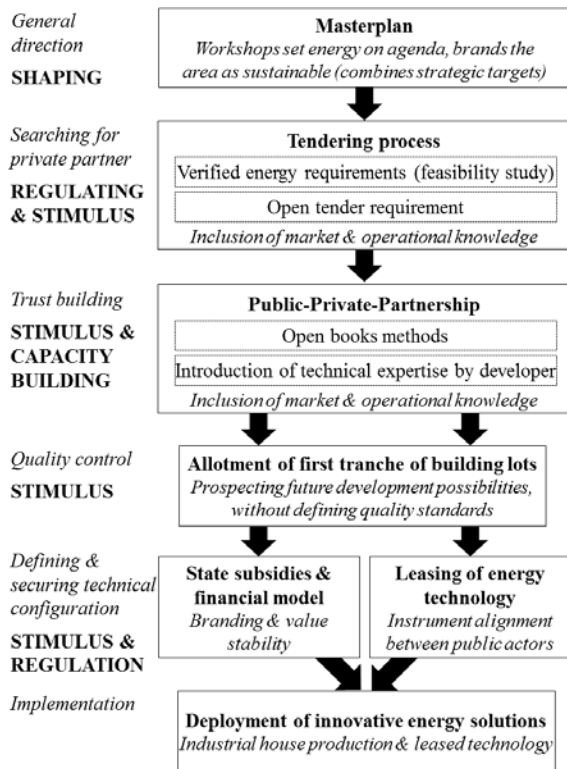 General
direction
SHAPING
Masterplan
Workshops set energy on agenda, brands the
area as sustainable (combines strategic targets)
Searching for
private partner
REGULATING
& STIMULUS
Tendering process
Verified energy requirements (feasibility study)
Open tender requirement
Inclusion of market & operational knowledge
Trust building
STIMULUS &
CAPACITY
BUILDING
Public-Private-Partnership
Open books methods
Introduction of technical expertise by developer
Inclusion of market & operational knowledge
Quality control
STIMULUS
Allotment of first tranche of building lots
Prospecting future development possibilities,
without defining quality standards
Defining &
securing technical
configuration
STIMULUS &
REGULATION
State subsidies &
financial model
Branding & value
stability
Leasing of energy
technology
Instrument alignment
between public actors
Implementation
Deployment of innovative energy solutions
Industrial house production & leased technology